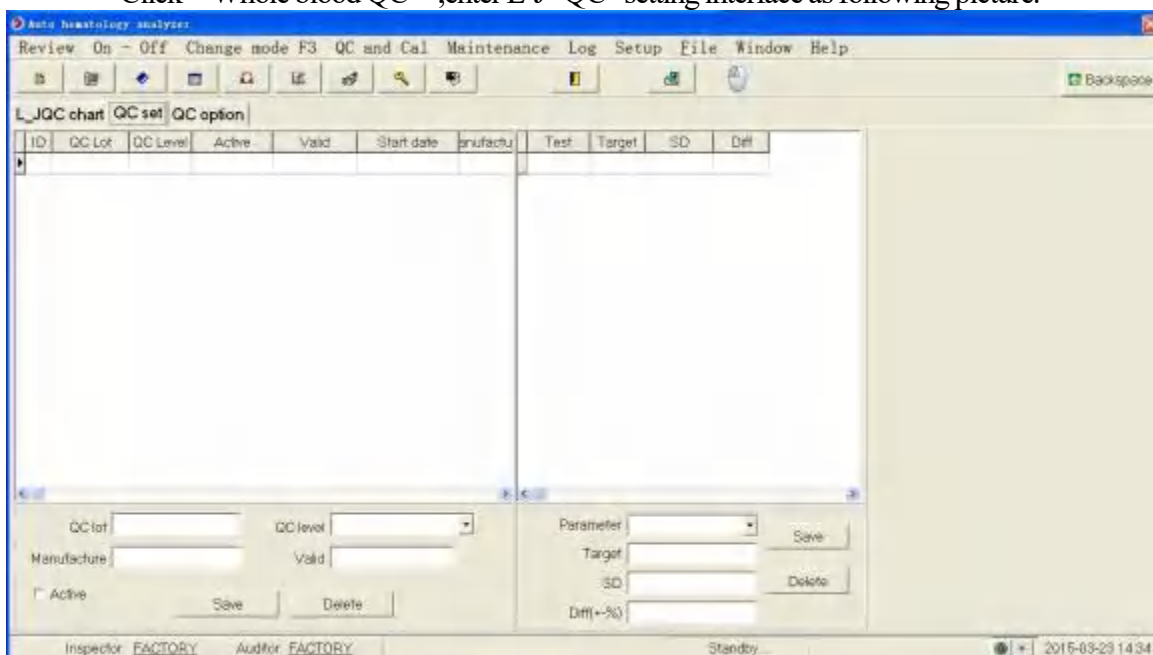 Click " Whole blood QC " ,enter L-J " QC " setting interface as following picture:
Auto hematology analyzer
Review On - Off Change mode F3 QC and Cal Maintenance Log Setup File Window Help
Backspace
L_JQC chart QC set QC option
ID QC Lot QC Level Active Valid Start date anufactu Test Target SD Diff
QC lot QC level Parameter Save
Manufacture Valid Target
SD Delete
Active Save Delete
Diff(+-%)
Inspector FACTORY Auditor FACTORY Standby... 2015-03-23 14:34